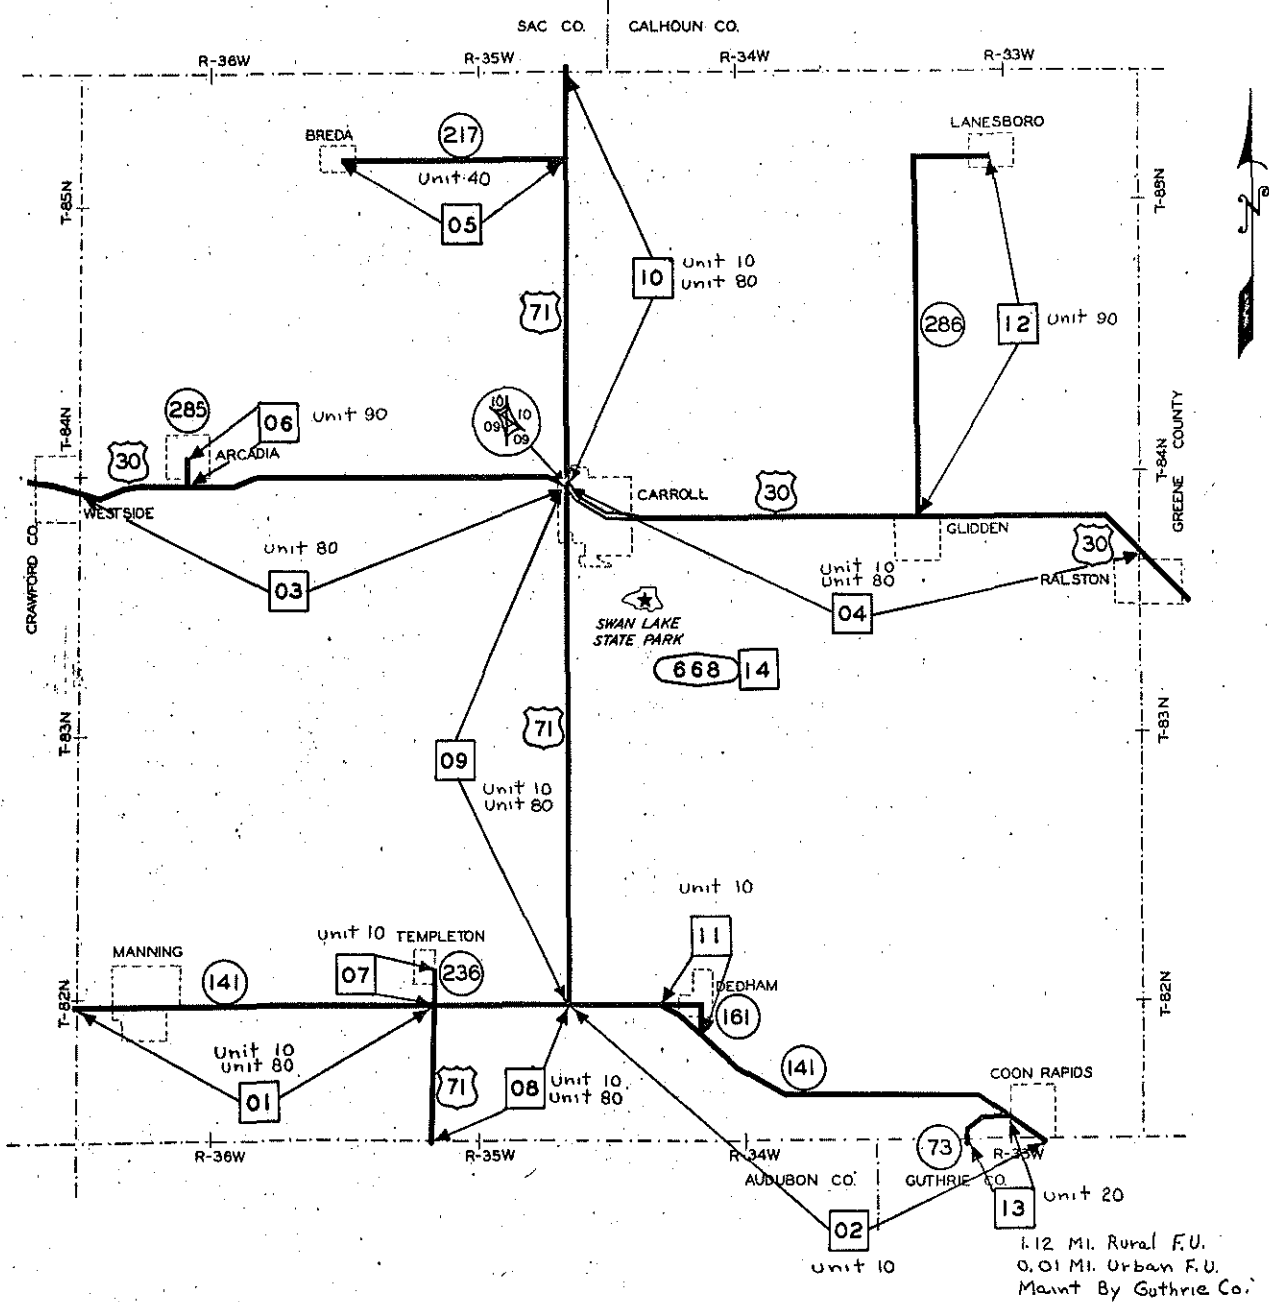 SAC CO. CALHOUN CO.
R-36W R-35W R-34W R-33W
BREDA
217
LANESBORO
Unit 40
T-85N
05
T-85N
10
Unit 10
Unit 80
71
286
12
Unit 90
285
06
Unit 90
T-84N
10
10
09
09
GREENE COUNTY
30
ARCADIA
T-84N
CARROLL
30
WESTSIDE
GLIDDEN
CRAWFORD CO.
Unit 80
30
03
Unit 10
Unit 80
RALSTON
04
SWAN LAKE
STATE PARK
668 14
T-83N
71
T-83N
09
Unit 10
Unit 80
Unit 10
11
MANNING
Unit 10
TEMPLETON
141
07
236
DEDHAM
T-82N
T-82N
161
Unit 10
Unit 80
01
71
08
Unit 10
Unit 80
141
COON RAPIDS
R-36W R-35W R-34W R-33W
73
AUDUBON CO. GUTHRIE CO.
13
Unit 20
02
Unit 10
1.12 MI. Rural F.U.
0.01 MI. Urban F.U.
Maint By Guthrie Co.